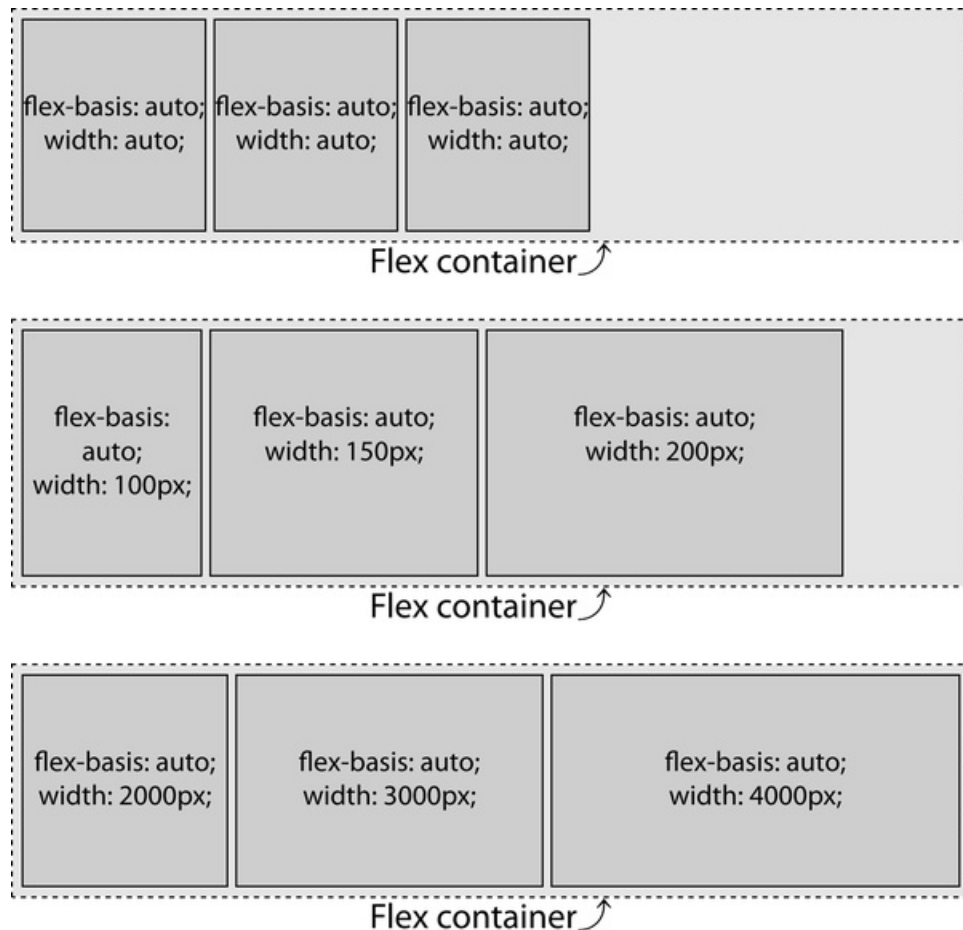 flex-basis: auto;
width: auto;
flex-basis: auto;
width: auto;
flex-basis: auto;
width: auto;
Flex container
flex-basis:
auto;
width: 100px;
flex-basis: auto;
width: 150px;
flex-basis: auto;
width: 200px;
Flex container
flex-basis: auto;
width: 2000px;
flex-basis: auto;
width: 3000px;
flex-basis: auto;
width: 4000px;
Flex container